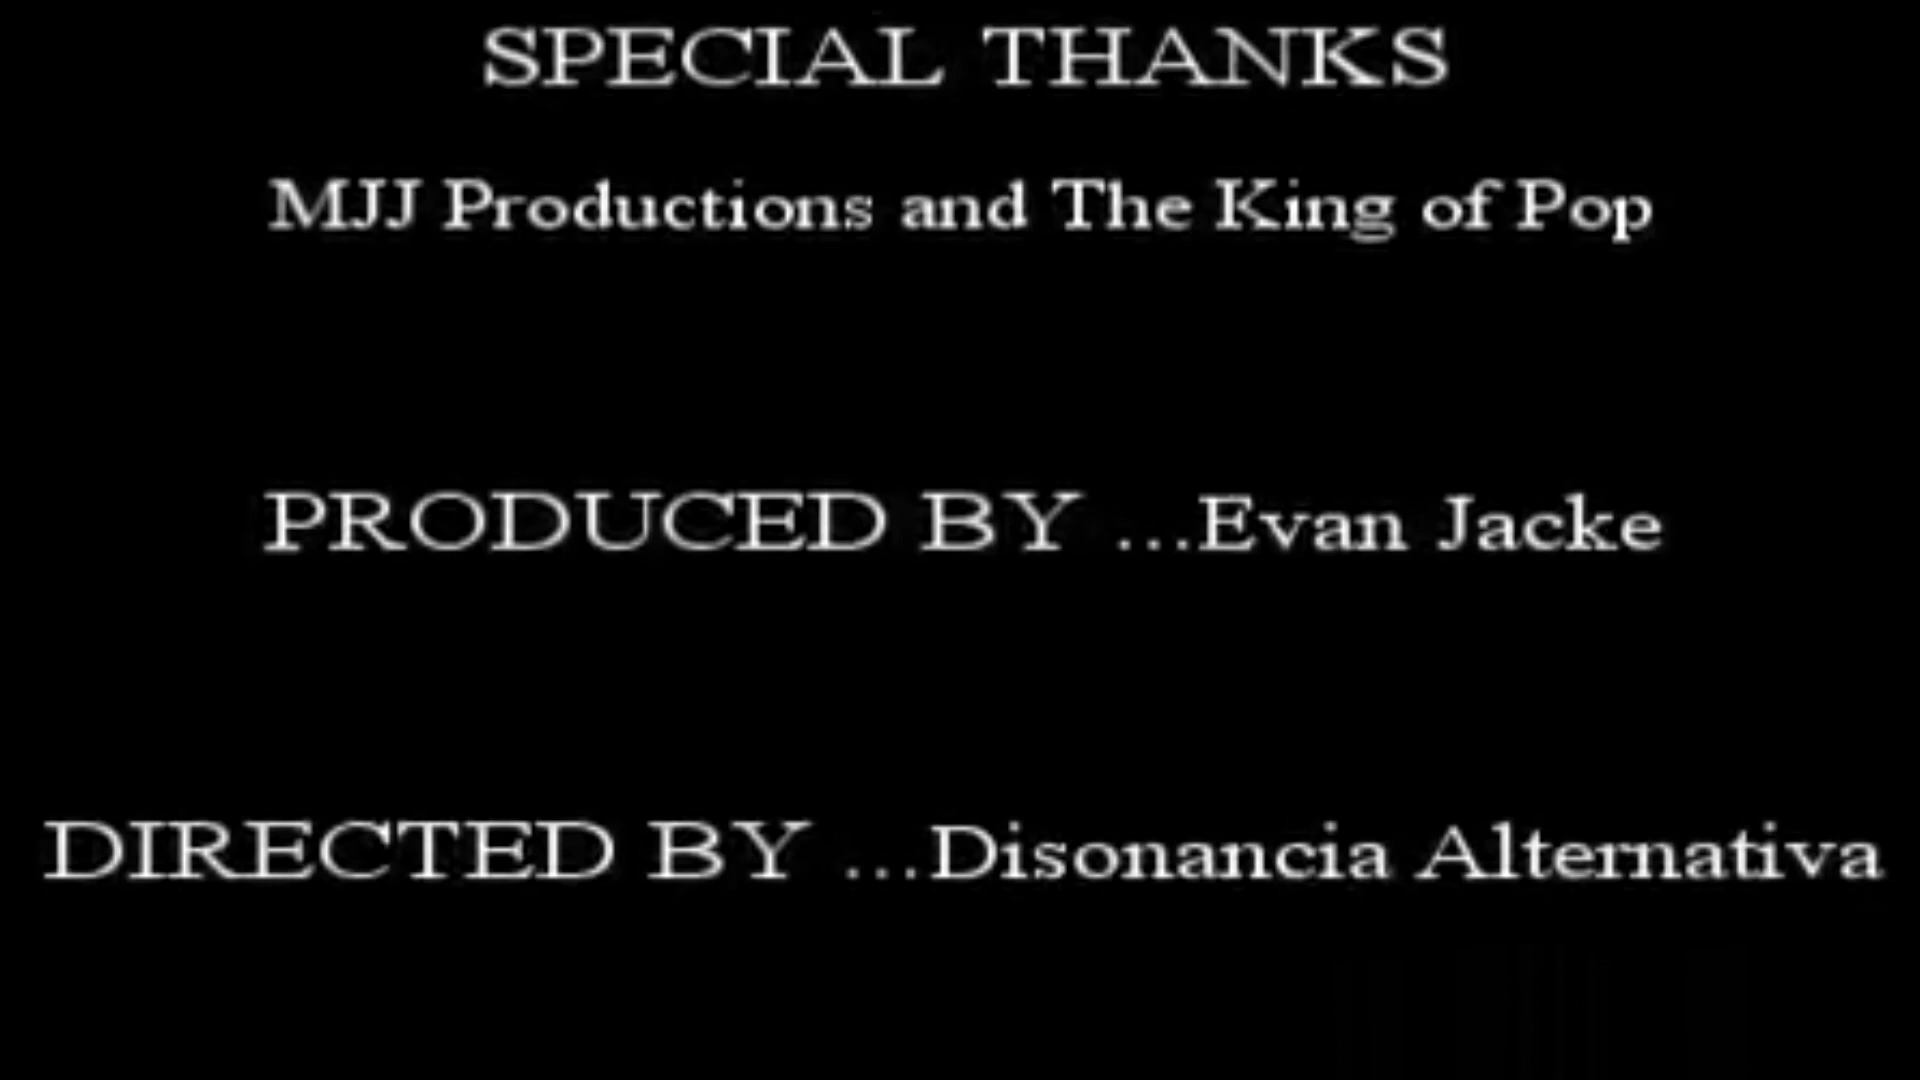 SPECIAL THANKS
MJJ Productions and The King of Pop
PRODUCED BY ...Evan Jacke
DIRECTED BY ...Disonancia Alternativa